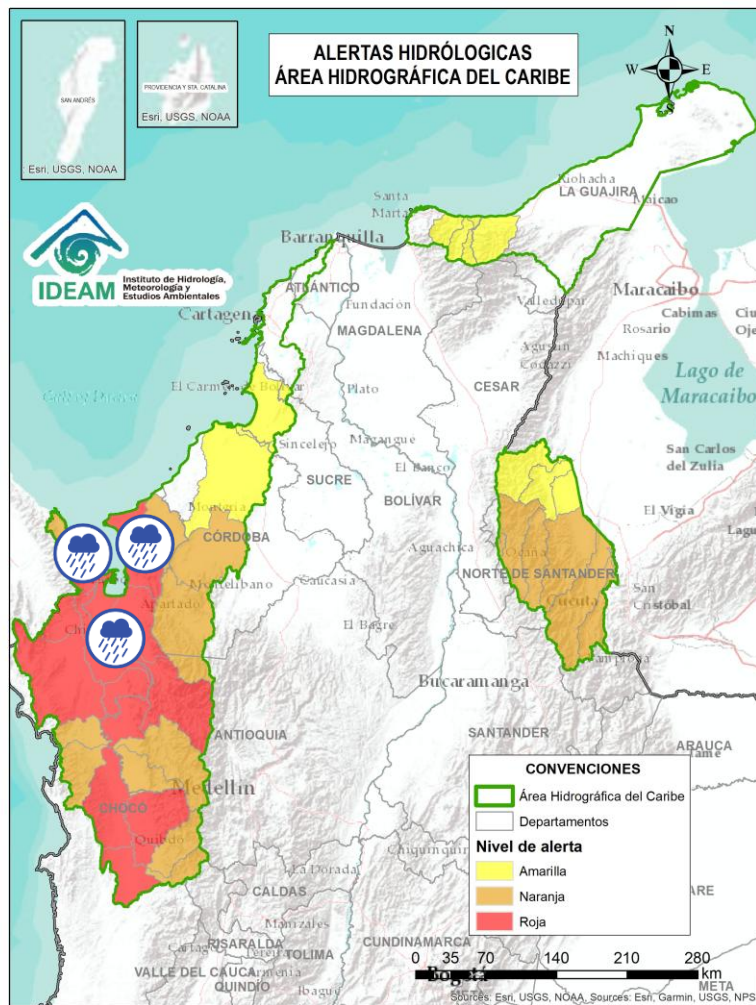 ALERTAS HIDRÓLOGICAS
ÁREA HIDROGRÁFICA DEL CARIBE
N
W
E
S
SAN ANDRÉS
Esri, USGS, NOAA
PROVIDENCIA Y STA. CATALINA
Esri, USGS, NOAA
IDEAM
Instituto de Hidrología,
Meteorología y
Estudios Ambientales
Riohacha
LA GUAJIRA
Maicao
Santa
Marta
Barranquilla
ATLÁNTICO
Cartagena
Fundación
MAGDALENA
Valledupar
Maracaibo
Cabimas
Rosario
Machiques
Agustín
Codazzi
CESAR
Lago de
Maracaibo
El Carmen de Bolívar
Plato
Sincelejo
Magangue
SUCRE
El Banco
BOLÍVAR
San Carlos
del Zulia
El Vigía
Montería
CÓRDOBA
Aguachica
Ocaña
NORTE DE SANTANDER
Montelíbano
Caucasia
Apartadó
El Bagre
Cúcuta
San
Cristóbal
Pamplona
Bucaramanga
ANTIOQUIA
SANTANDER
ARAUCA
Medellín
CHOCÓ
Quibdó
La Dorada
CALDAS
Manizales
RISARALDA
TOLIMA
CUNDINAMARCA
VALLE DEL CAUCA
Armenia
QUINDÍO
Ibagué
Bogotá
META
CONVENCIONES
Área Hidrográfica del Caribe
Departamentos
Nivel de alerta
Amarilla
Naranja
Roja
0 35 70 140 210 280
km
Sources: Esri, USGS, NOAA, Sources: Esri, Garmin, USGS, NPS